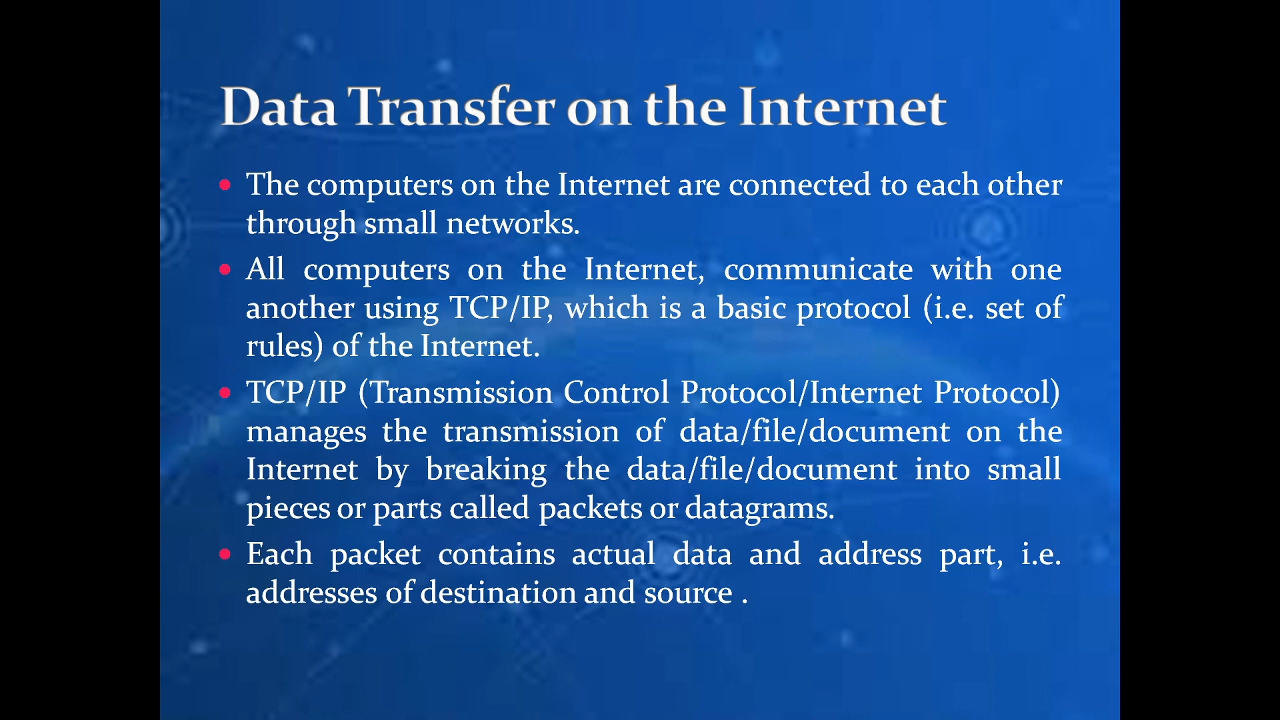 Data Transfer on the Internet
• The computers on the Internet are connected to each other
through small networks.
• All computers on the Internet, communicate with one
another using TCP/IP, which is a basic protocol (i.e. set of
rules) of the Internet.
• TCP/IP (Transmission Control Protocol/Internet Protocol)
manages the transmission of data/file/document on the
Internet by breaking the data/file/document into small
pieces or parts called packets or datagrams.
• Each packet contains actual data and address part, i.e.
addresses of destination and source .